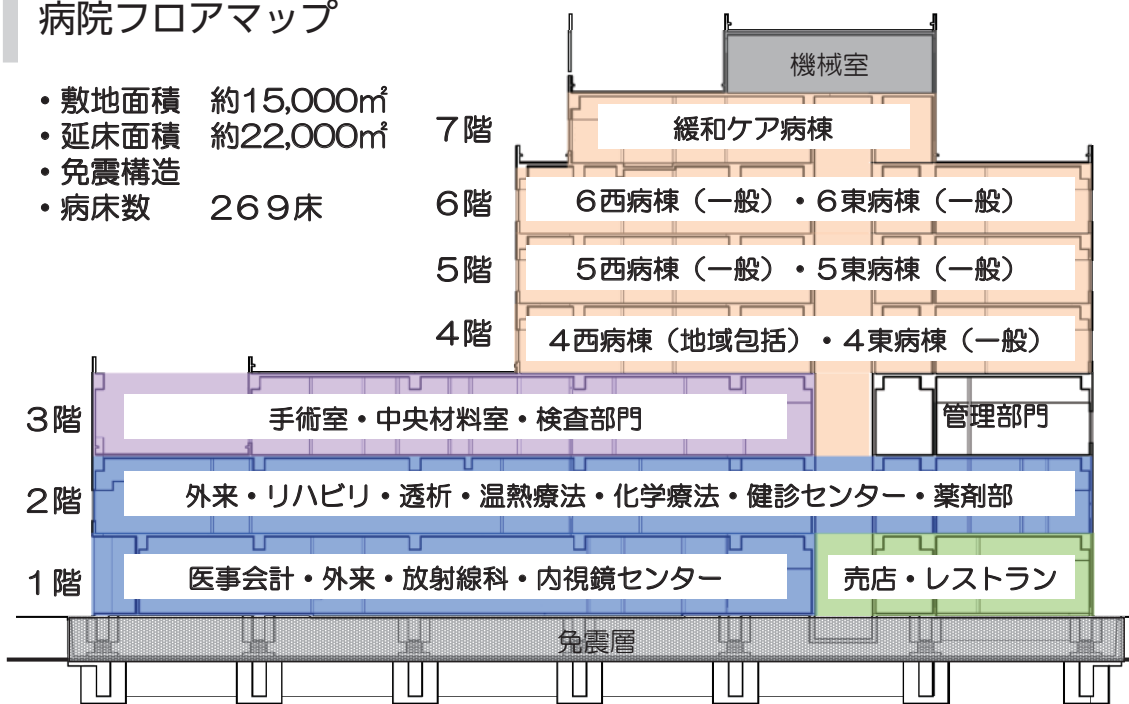 病院フロアマップ
・敷地面積 約15,000㎡
・延床面積 約22,000㎡
・免震構造
・病床数 269床
機械室
7階 緩和ケア病棟
6階 6西病棟（一般）・6東病棟（一般）
5階 5西病棟（一般）・5東病棟（一般）
4階 4西病棟（地域包括）・4東病棟（一般）
3階 手術室・中央材料室・検査部門 管理部門
2階 外来・リハビリ・透析・温熱療法・化学療法・健診センター・薬剤部
1階 医事会計・外来・放射線科・内視鏡センター 売店・レストラン
免震層